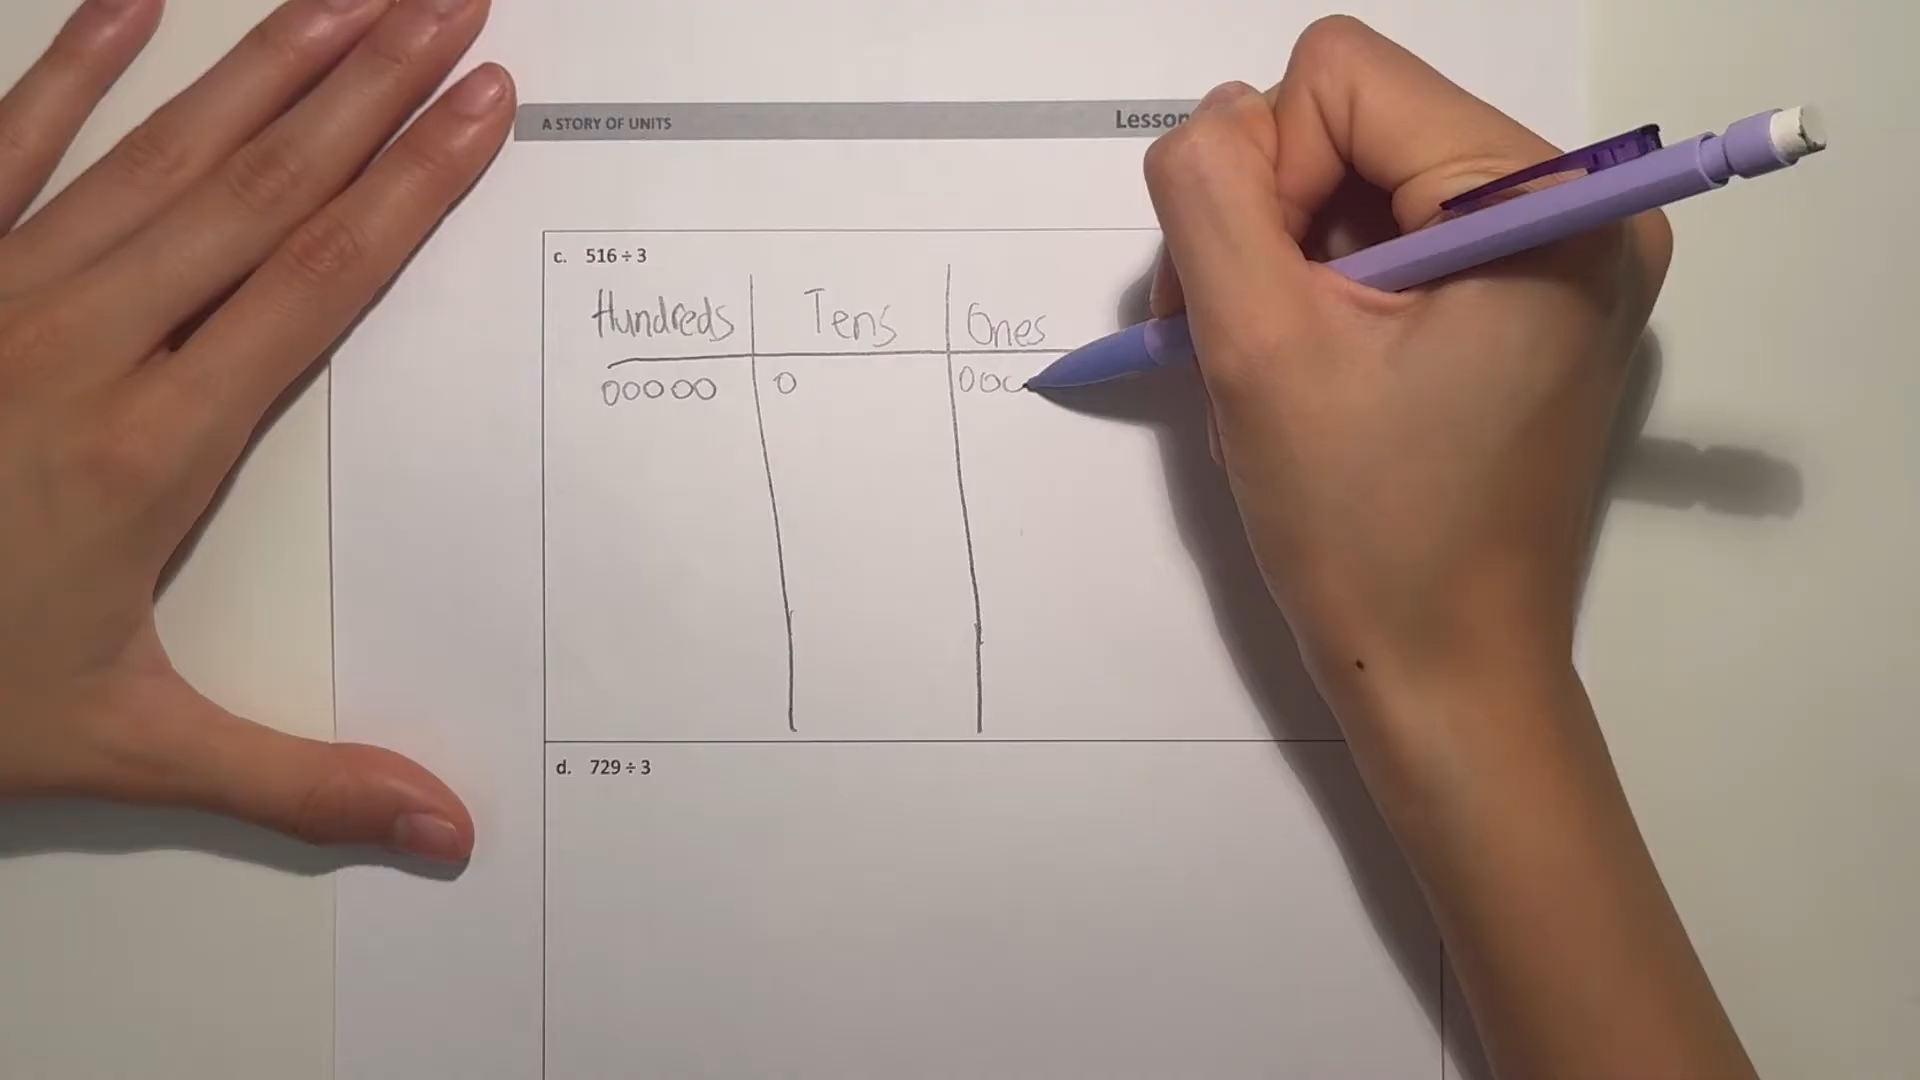 A STORY OF UNITS Lesson
c. 516 ÷ 3
Hundreds Tens Ones
d. 729 ÷ 3